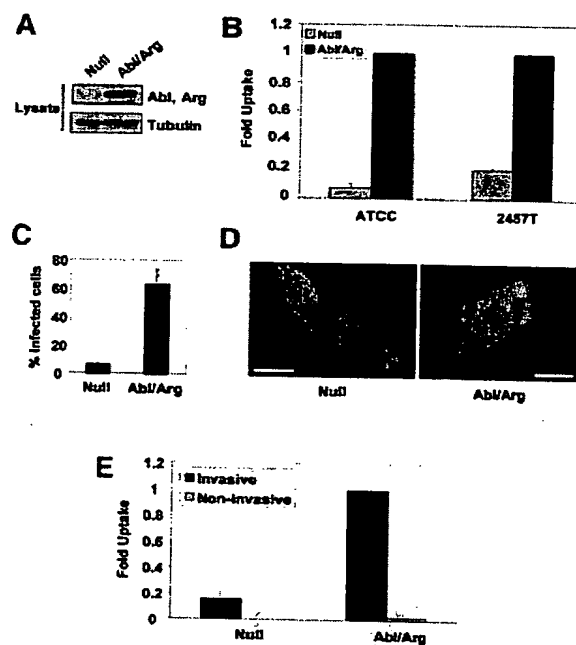 A
Null Abl/Arg
Lysate
Abl, Arg
Tubulin
B
Fold Uptake
1.2
1
0.8
0.6
0.4
0.2
0
Null
Abl/Arg
ATCC 2457T
C
% Infected cells
80
60
40
20
0
Null Abl/Arg
D
Null Abl/Arg
E
Fold Uptake
1.2
1
0.8
0.6
0.4
0.2
0
Invasive
Non-invasive
Null Abl/Arg